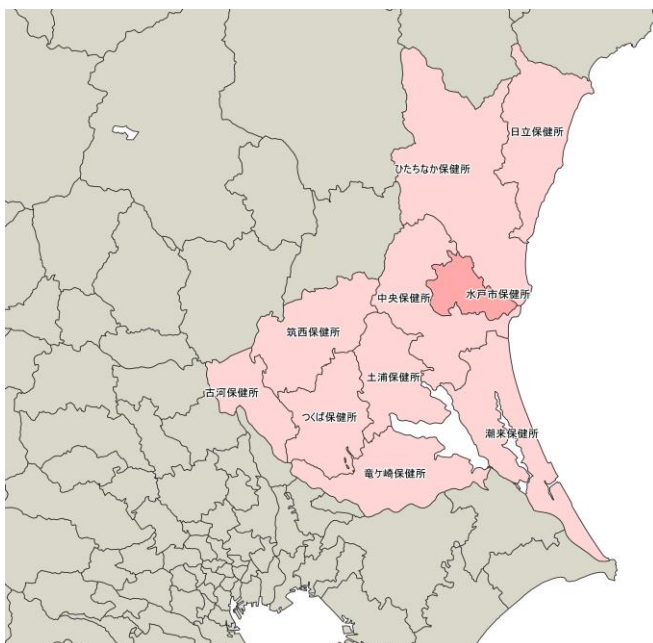 日立保健所
ひたちなか保健所
中央保健所
水戸市保健所
筑西保健所
土浦保健所
古河保健所
つくば保健所
潮来保健所
竜ケ崎保健所